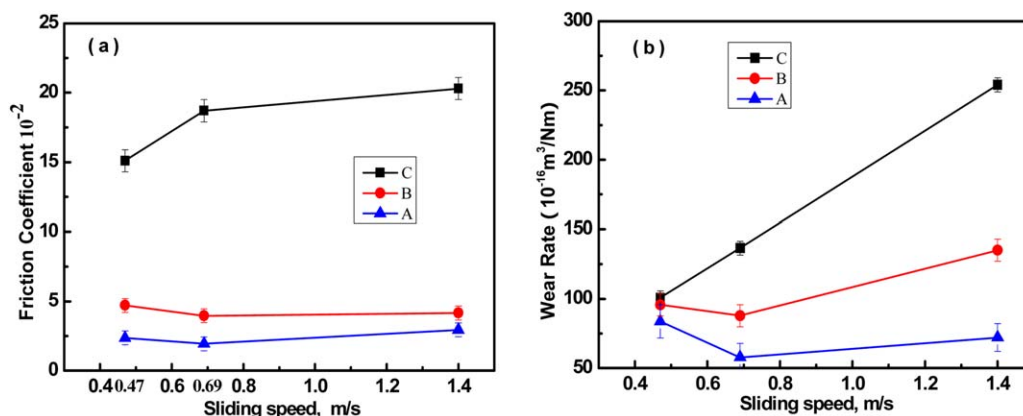 ( a )
25
20
15
10
5
0
Friction Coefficient 10⁻²
C
B
A
0.4 0.47 0.6 0.69 0.8 1.0 1.2 1.4
Sliding speed, m/s
( b )
300
250
200
150
100
50
Wear Rate ( 10⁻¹⁶m³/Nm)
C
B
A
0.4 0.6 0.8 1.0 1.2 1.4
Sliding speed, m/s